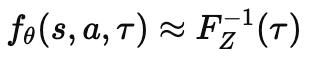 f_θ(s, a, τ) ≈ F_Z^{-1}(τ)